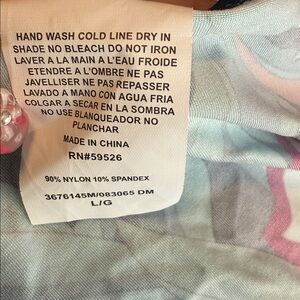 HAND WASH COLD LINE DRY IN
SHADE NO BLEACH DO NOT IRON
LAVER A LA MAIN A L'EAU FROIDE
ETENDRE A L'OMBRE NE PAS
JAVELLISER NE PAS REPASSER
LAVADO A MANO CON AGUA FRIA
COLGAR A SECAR EN LA SOMBRA
NO USE BLANQUEADOR NO
PLANCHAR
MADE IN CHINA
RN#59526
90% NYLON 10% SPANDEX
3676145M/083065 DM
L/G